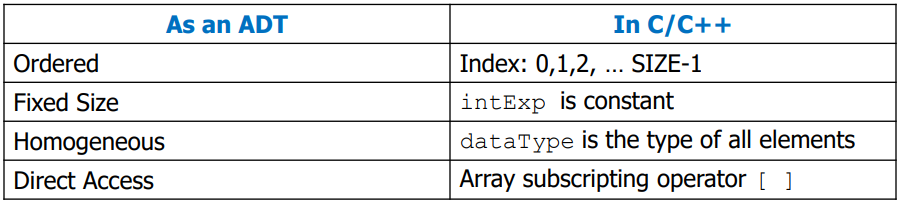 As an ADT In C/C++
Ordered Index: 0,1,2, … SIZE-1
Fixed Size intExp is constant
Homogeneous dataType is the type of all elements
Direct Access Array subscripting operator [ ]